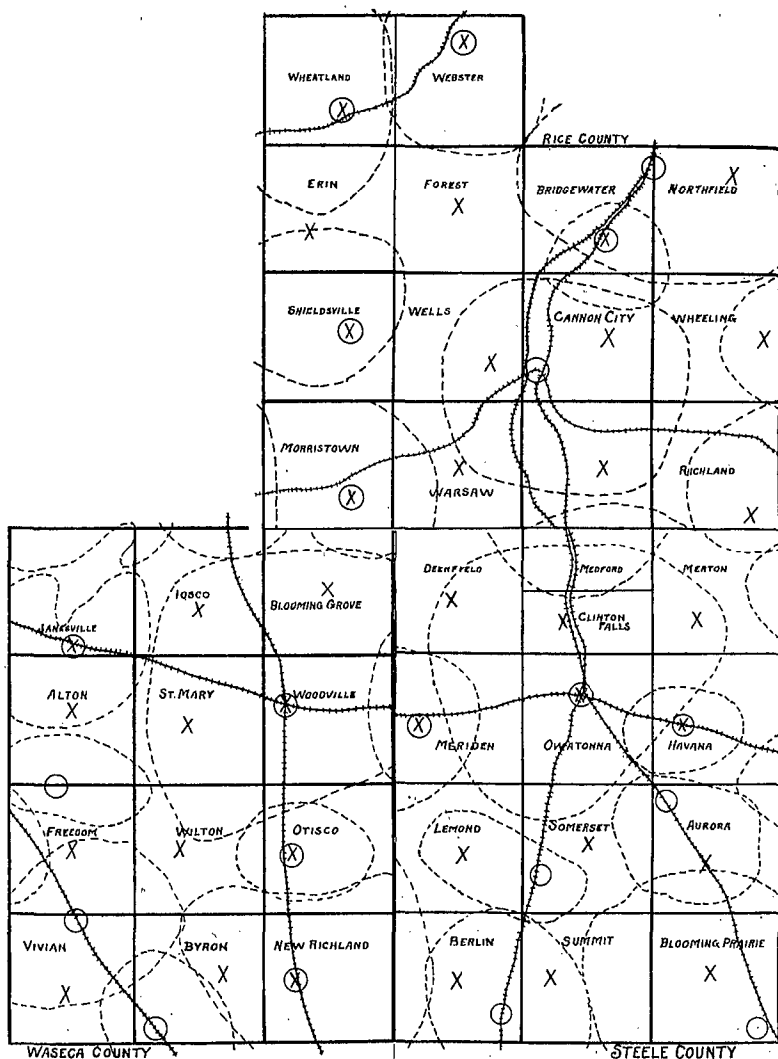 WHEATLAND
WEBSTER
RICE COUNTY
ERIN
FOREST
BRIDGEWATER
NORTHFIELD
SHIELDSVILLE
WELLS
CANNON CITY
WHEELING
MORRISTOWN
WARSAW
RICHLAND
DEERFIELD
MEDFORD
MERTON
IOSCO
BLOOMING GROVE
CLINTON
FALLS
JANESVILLE
ALTON
ST. MARY
WOODVILLE
MERIDEN
OWATONNA
HAVANA
FREEDOM
WILTON
OTISCO
LEMOND
SOMERSET
AURORA
VIVIAN
BYRON
NEW RICHLAND
BERLIN
SUMMIT
BLOOMING PRAIRIE
WASECA COUNTY
STEELE COUNTY